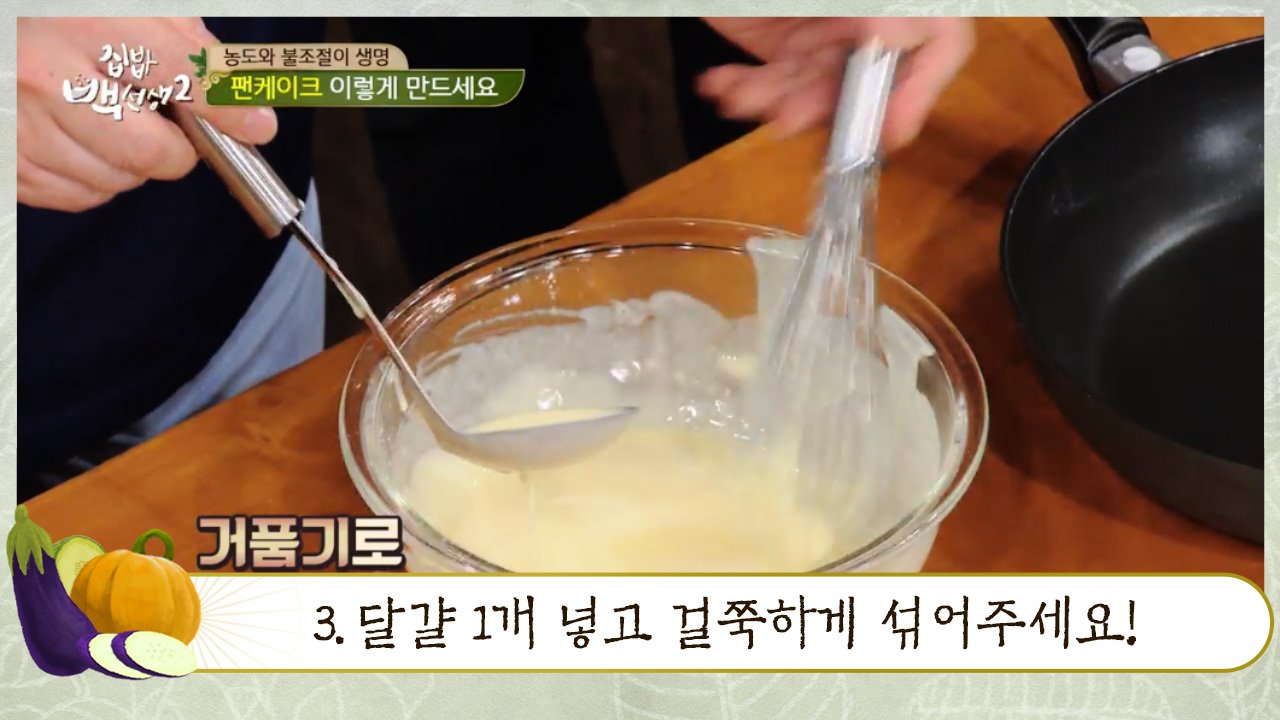 집밥
백선생2
농도와 불조절이 생명
팬케이크 이렇게 만드세요
거품기로
3. 달걀 1개 넣고 걸쭉하게 섞어주세요!